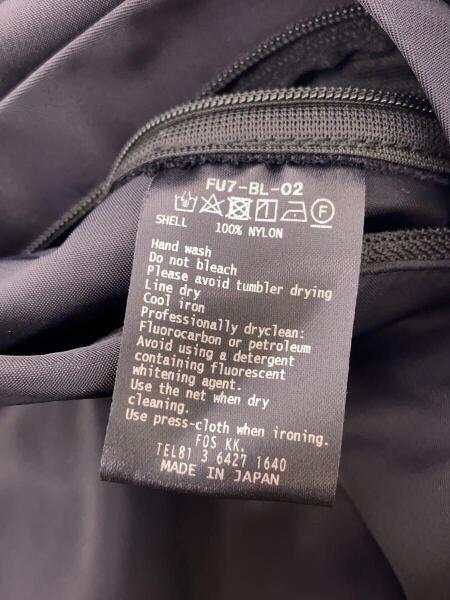 FU7-BL-02
F
SHELL 100% NYLON
Hand wash
Do not bleach
Please avoid tumbler drying
Line dry
Cool iron
Professionally dryclean:
Fluorocarbon or petroleum
Avoid using a detergent
containing fluorescent
whitening agent.
Use the net when dry
cleaning.
Use press-cloth when ironing.
FOS KK.
TEL81 3 6427 1640
MADE IN JAPAN